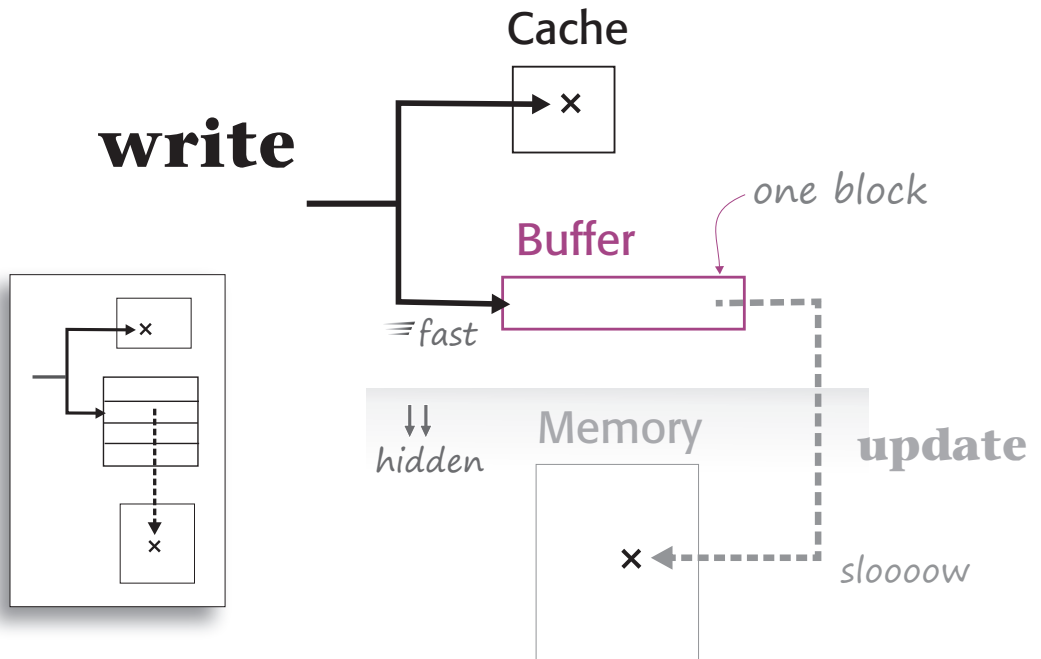 Cache
write
one block
Buffer
fast
Memory
hidden
update
sloooow